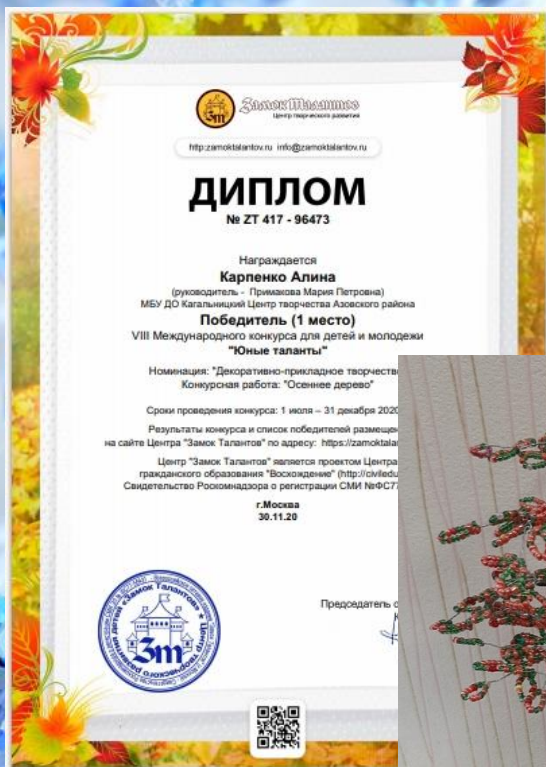 Замок Талантов
Центр творческого развития
http:zamoktalantov.ru info@zamoktalantov.ru
ДИПЛОМ
№ ZT 417 - 96473
Награждается
Карпенко Алина
(руководитель - Примакова Мария Петровна)
МБУ ДО Кагальницкий Центр творчества Азовского района
Победитель (1 место)
VIII Международного конкурса для детей и молодежи
"Юные таланты"
Номинация: "Декоративно-прикладное творчество
Конкурсная работа: "Осеннее дерево"
Сроки проведения конкурса: 1 июля – 31 декабря 2020
Результаты конкурса и список победителей размещен
на сайте Центра "Замок Талантов" по адресу: https://zamoktala
Центр "Замок Талантов" является проектом Центра
гражданского образования "Восхождение" (http://civiledu
Свидетельство Роскомнадзора о регистрации СМИ №ФС77
г.Москва
30.11.20
Председатель
Зm